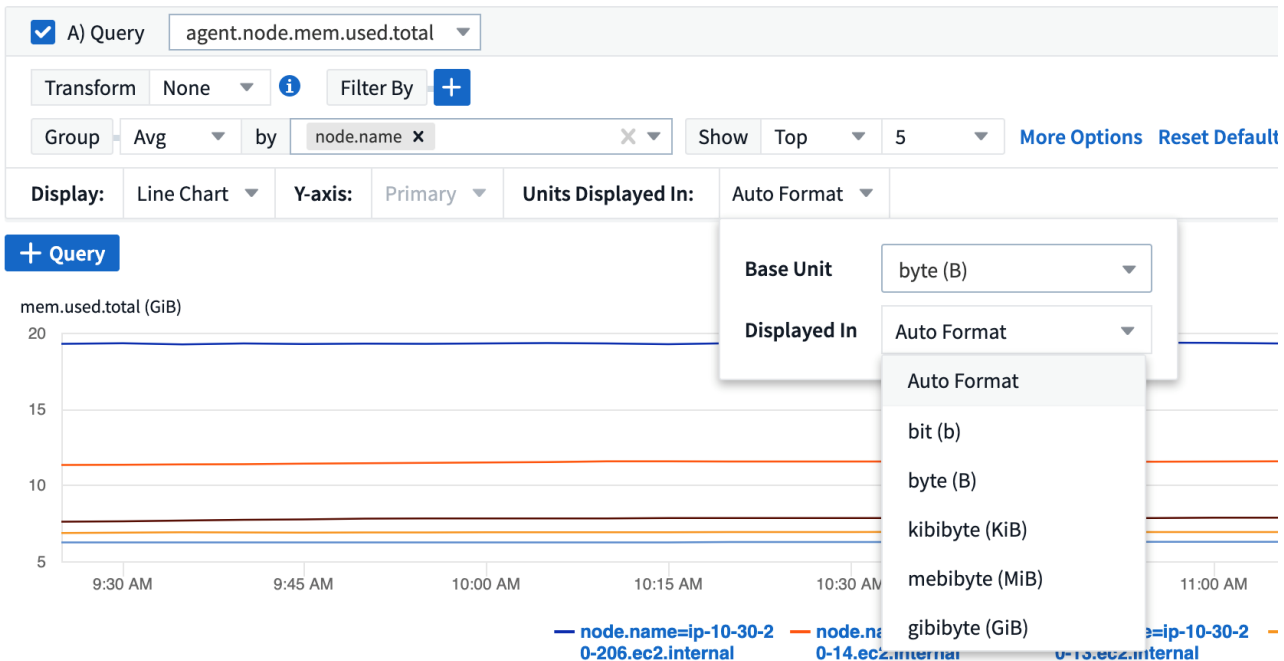 A) Query agent.node.mem.used.total
Transform None Filter By
Group Avg by node.name Show Top 5 More Options Reset Default
Display: Line Chart Y-axis: Primary Units Displayed In: Auto Format
Query
Base Unit byte (B)
Displayed In Auto Format
Auto Format
bit (b)
byte (B)
kibibyte (KiB)
mebibyte (MiB)
gibibyte (GiB)
mem.used.total (GiB)
20
15
10
5
9:30 AM 9:45 AM 10:00 AM 10:15 AM 10:30 AM 11:00 AM
node.name=ip-10-30-2
0-206.ec2.internal
node.na
0-14.ec2.internal
e=ip-10-30-2
0-13.ec2.internal